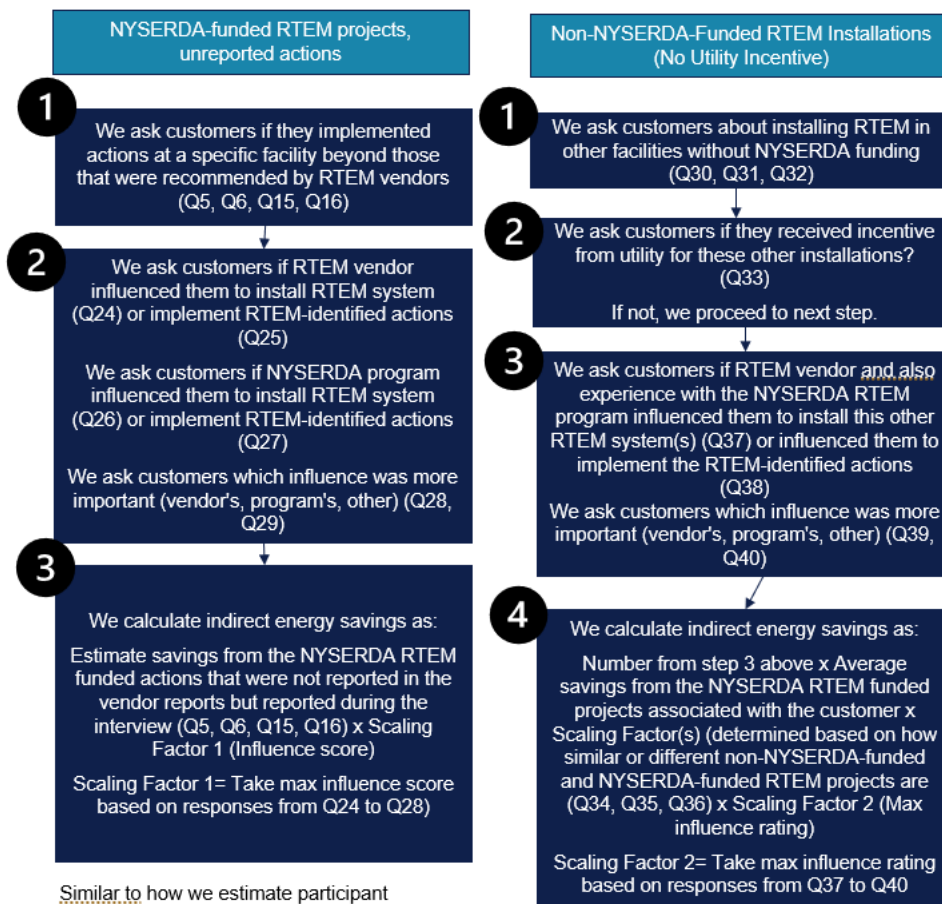 NYSERDA-funded RTEM projects,
unreported actions
1
We ask customers if they implemented
actions at a specific facility beyond those
that were recommended by RTEM vendors
(Q5, Q6, Q15, Q16)
2
We ask customers if RTEM vendor
influenced them to install RTEM system
(Q24) or implement RTEM-identified actions
(Q25)
We ask customers if NYSERDA program
influenced them to install RTEM system
(Q26) or implement RTEM-identified actions
(Q27)
We ask customers which influence was more
important (vendor's, program's, other) (Q28,
Q29)
3
We calculate indirect energy savings as:
Estimate savings from the NYSERDA RTEM
funded actions that were not reported in the
vendor reports but reported during the
interview (Q5, Q6, Q15, Q16) x Scaling
Factor 1 (Influence score)
Scaling Factor 1= Take max influence score
based on responses from Q24 to Q28)
Similar to how we estimate participant
Non-NYSERDA-Funded RTEM Installations
(No Utility Incentive)
1
We ask customers about installing RTEM in
other facilities without NYSERDA funding
(Q30, Q31, Q32)
2
We ask customers if they received incentive
from utility for these other installations?
(Q33)
If not, we proceed to next step.
3
We ask customers if RTEM vendor and also
experience with the NYSERDA RTEM
program influenced them to install this other
RTEM system(s) (Q37) or influenced them to
implement the RTEM-identified actions
(Q38)
We ask customers which influence was more
important (vendor's, program's, other) (Q39,
Q40)
4
We calculate indirect energy savings as:
Number from step 3 above x Average
savings from the NYSERDA RTEM funded
projects associated with the customer x
Scaling Factor(s) (determined based on how
similar or different non-NYSERDA-funded
and NYSERDA-funded RTEM projects are
(Q34, Q35, Q36) x Scaling Factor 2 (Max
influence rating)
Scaling Factor 2= Take max influence rating
based on responses from Q37 to Q40